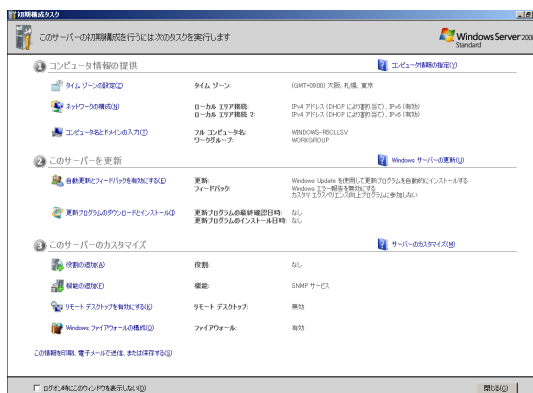 初期構成タスク
このサーバーの初期構成を行うには次のタスクを実行します
Windows Server 2008
Standard
1 コンピュータ情報の提供
コンピュータ情報の指定(Y)
タイム ゾーンの設定(Z)
タイム ゾーン:
(GMT+09:00) 大阪、札幌、東京
ネットワークの構成(N)
ローカル エリア接続:
IPv4 アドレス (DHCP により割り当て)、IPv6 (有効)
ローカル エリア接続 2:
IPv4 アドレス (DHCP により割り当て)、IPv6 (有効)
コンピュータ名とドメインの入力(T)
フル コンピュータ名:
ワークグループ:
WORKGROUP
2 このサーバーを更新
Windows サーバーの更新(U)
自動更新とフィードバックを有効にする(E)
更新:
Windows Update を使用して更新プログラムを自動的にインストールする
フィードバック:
Windows エラー報告を無効にする
カスタマ エクスペリエンス向上プログラムに参加しない
更新プログラムのダウンロードとインストール(D)
更新プログラムの最終確認日時:
なし
更新プログラムのインストール日時:
なし
3 このサーバーのカスタマイズ
サーバーのカスタマイズ(M)
役割の追加(A)
役割:
なし
機能の追加(F)
機能:
SNMP サービス
リモート デスクトップを有効にする(K)
リモート デスクトップ:
無効
Windows ファイアウォールの構成(O)
ファイアウォール:
有効
この情報を印刷、電子メールで送信、または保存する(S)
ログオン時にこのウィンドウを表示しない(D)
閉じる(C)